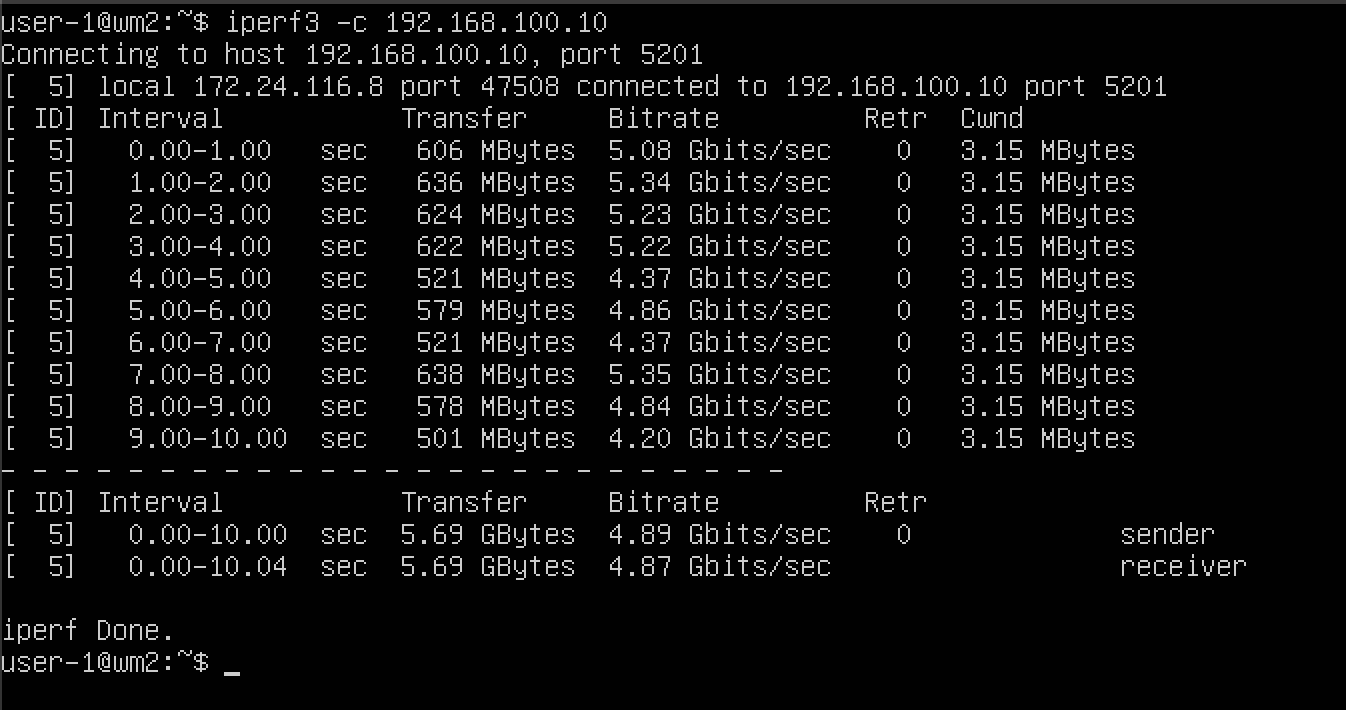 user-1@wm2:~$ iperf3 -c 192.168.100.10
Connecting to host 192.168.100.10, port 5201
[  5] local 172.24.116.8 port 47508 connected to 192.168.100.10 port 5201
[ ID] Interval           Transfer     Bitrate         Retr  Cwnd
[  5]   0.00-1.00   sec   606 MBytes  5.08 Gbits/sec    0   3.15 MBytes
[  5]   1.00-2.00   sec   636 MBytes  5.34 Gbits/sec    0   3.15 MBytes
[  5]   2.00-3.00   sec   624 MBytes  5.23 Gbits/sec    0   3.15 MBytes
[  5]   3.00-4.00   sec   622 MBytes  5.22 Gbits/sec    0   3.15 MBytes
[  5]   4.00-5.00   sec   521 MBytes  4.37 Gbits/sec    0   3.15 MBytes
[  5]   5.00-6.00   sec   579 MBytes  4.86 Gbits/sec    0   3.15 MBytes
[  5]   6.00-7.00   sec   521 MBytes  4.37 Gbits/sec    0   3.15 MBytes
[  5]   7.00-8.00   sec   638 MBytes  5.35 Gbits/sec    0   3.15 MBytes
[  5]   8.00-9.00   sec   578 MBytes  4.84 Gbits/sec    0   3.15 MBytes
[  5]   9.00-10.00  sec   501 MBytes  4.20 Gbits/sec    0   3.15 MBytes
- - - - - - - - - - - - - - - - - - - - - - - - -
[ ID] Interval           Transfer     Bitrate         Retr
[  5]   0.00-10.00  sec  5.69 GBytes  4.89 Gbits/sec    0             sender
[  5]   0.00-10.04  sec  5.69 GBytes  4.87 Gbits/sec                  receiver

iperf Done.
user-1@wm2:~$ _